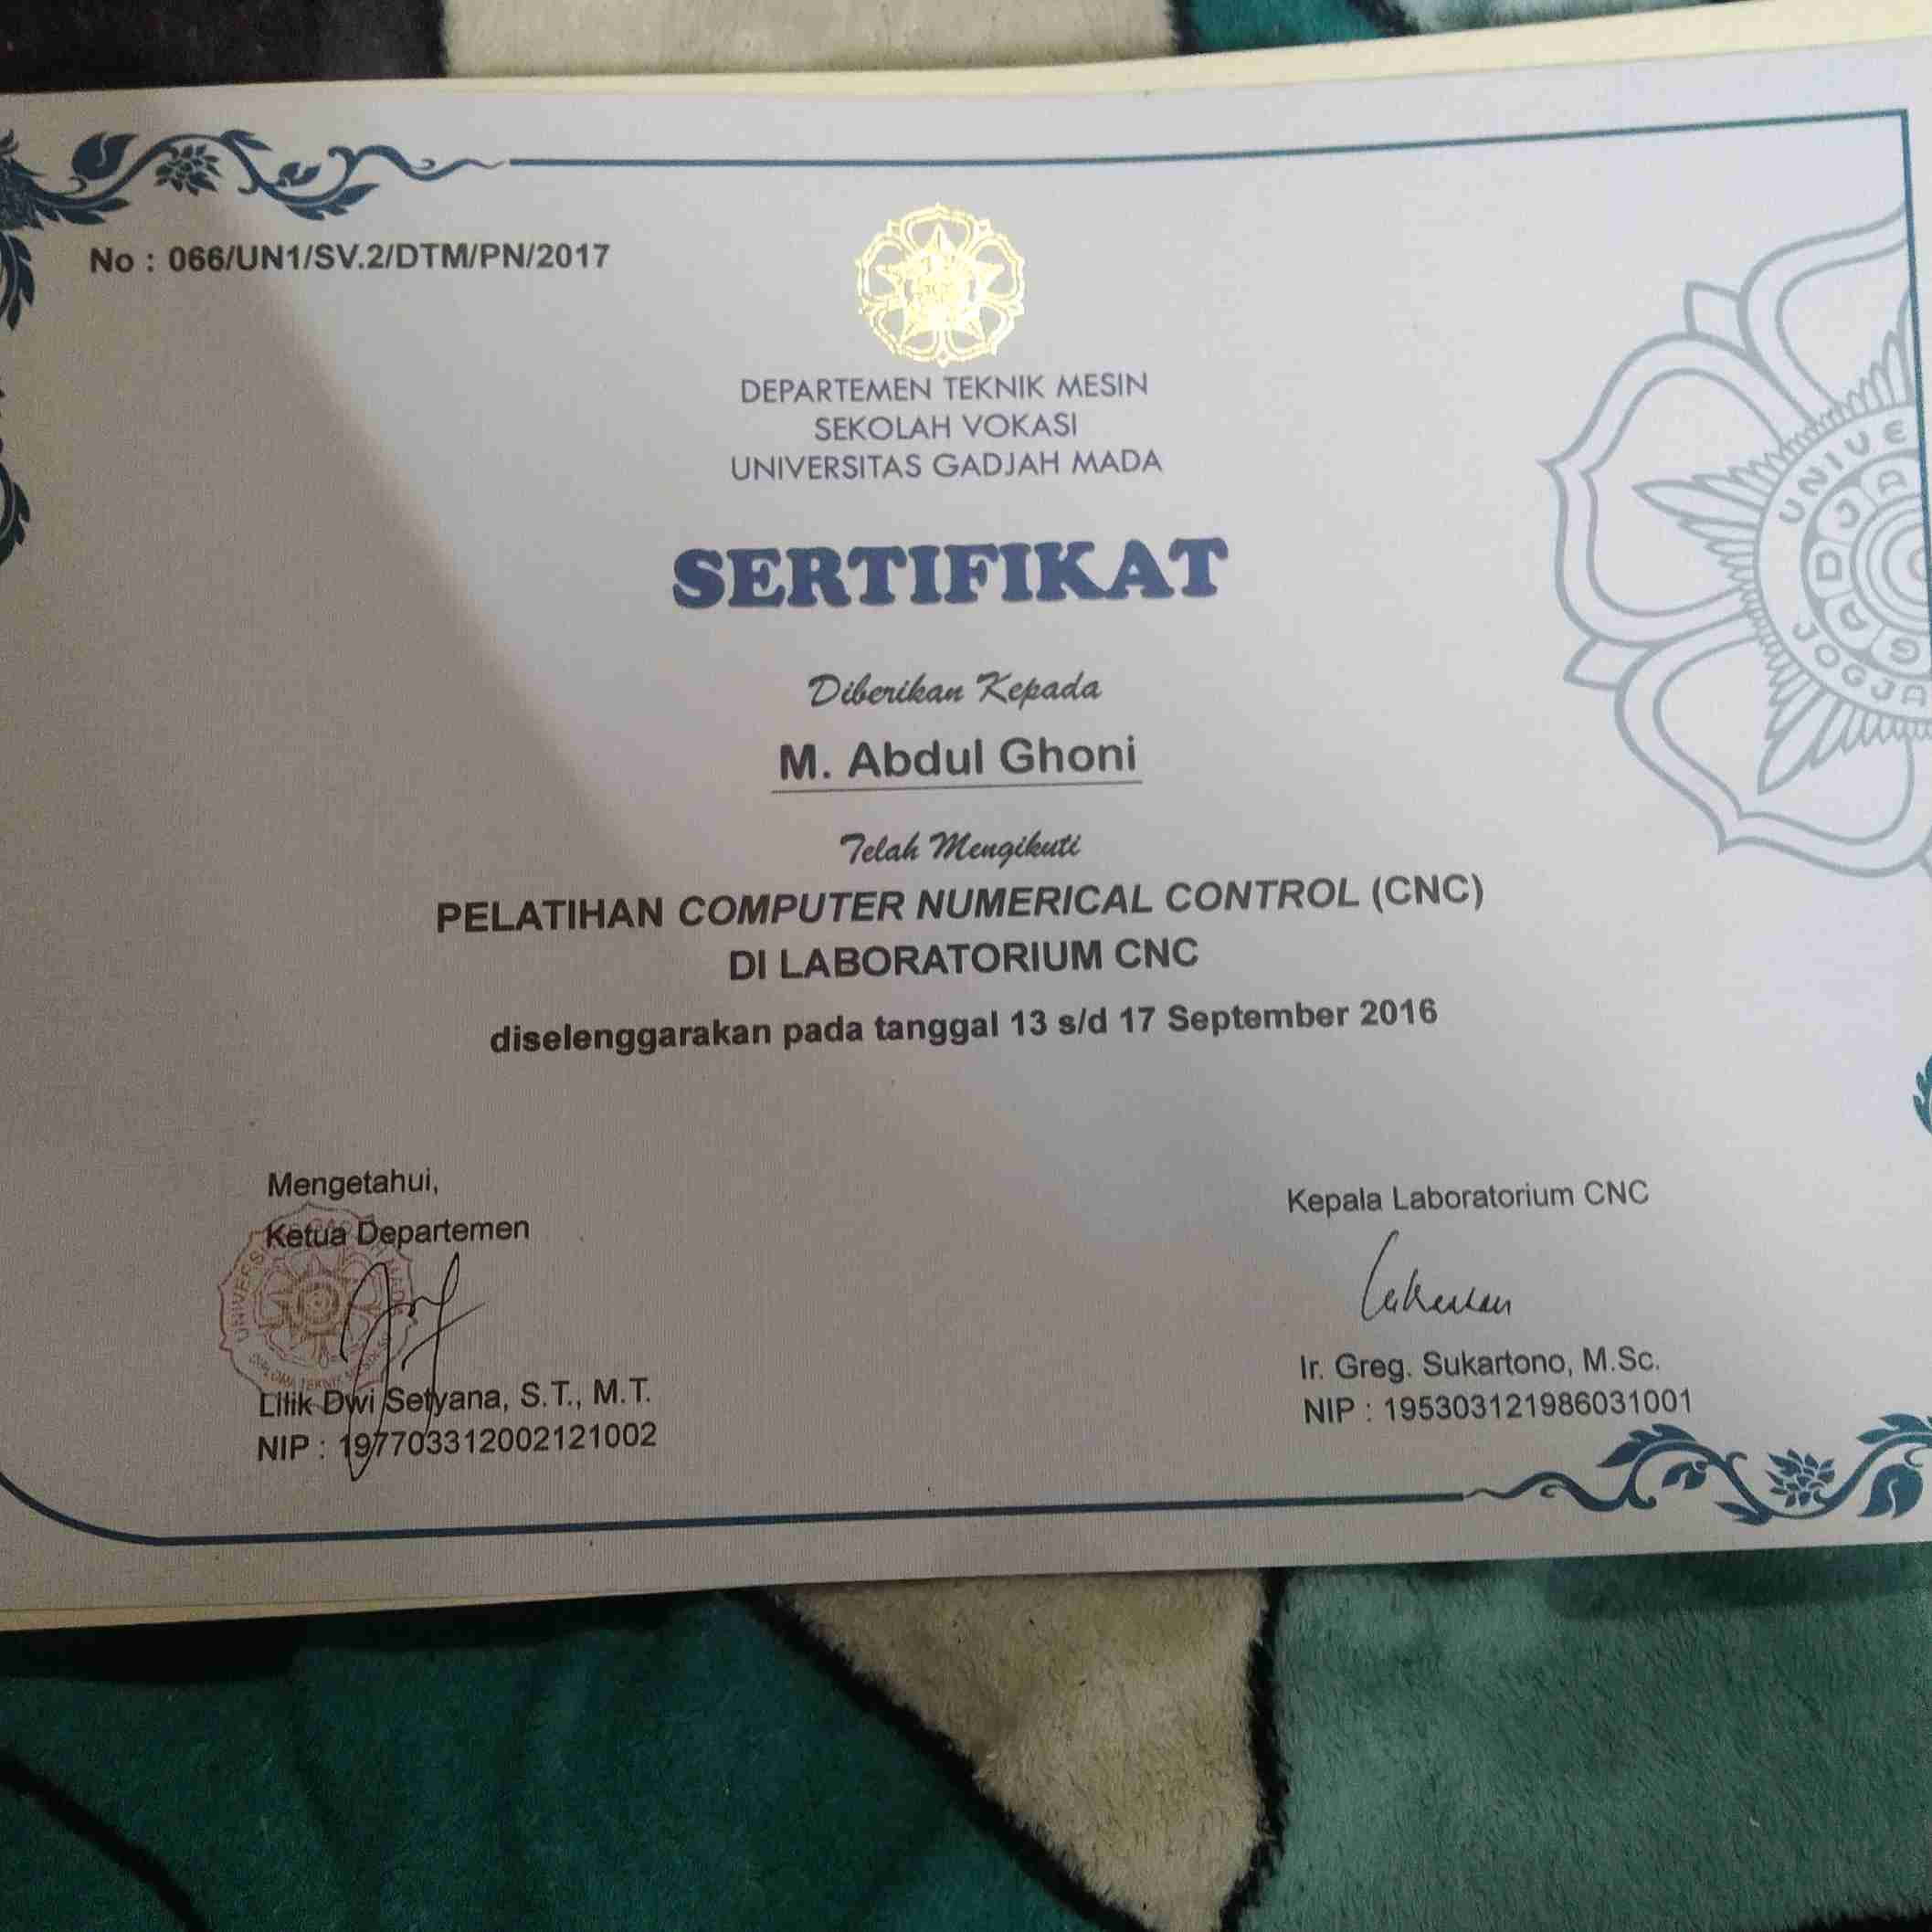 No : 066/UN1/SV.2/DTM/PN/2017
DEPARTEMEN TEKNIK MESIN
SEKOLAH VOKASI
UNIVERSITAS GADJAH MADA
SERTIFIKAT
Diberikan Kepada
M. Abdul Ghoni
Telah Mengikuti
PELATIHAN COMPUTER NUMERICAL CONTROL (CNC)
DI LABORATORIUM CNC
diselenggarakan pada tanggal 13 s/d 17 September 2016
Mengetahui,
Ketua Departemen
Lilik Dwi Setyana, S.T., M.T.
NIP : 197703312002121002
Kepala Laboratorium CNC
Ir. Greg. Sukartono, M.Sc.
NIP : 195303121986031001